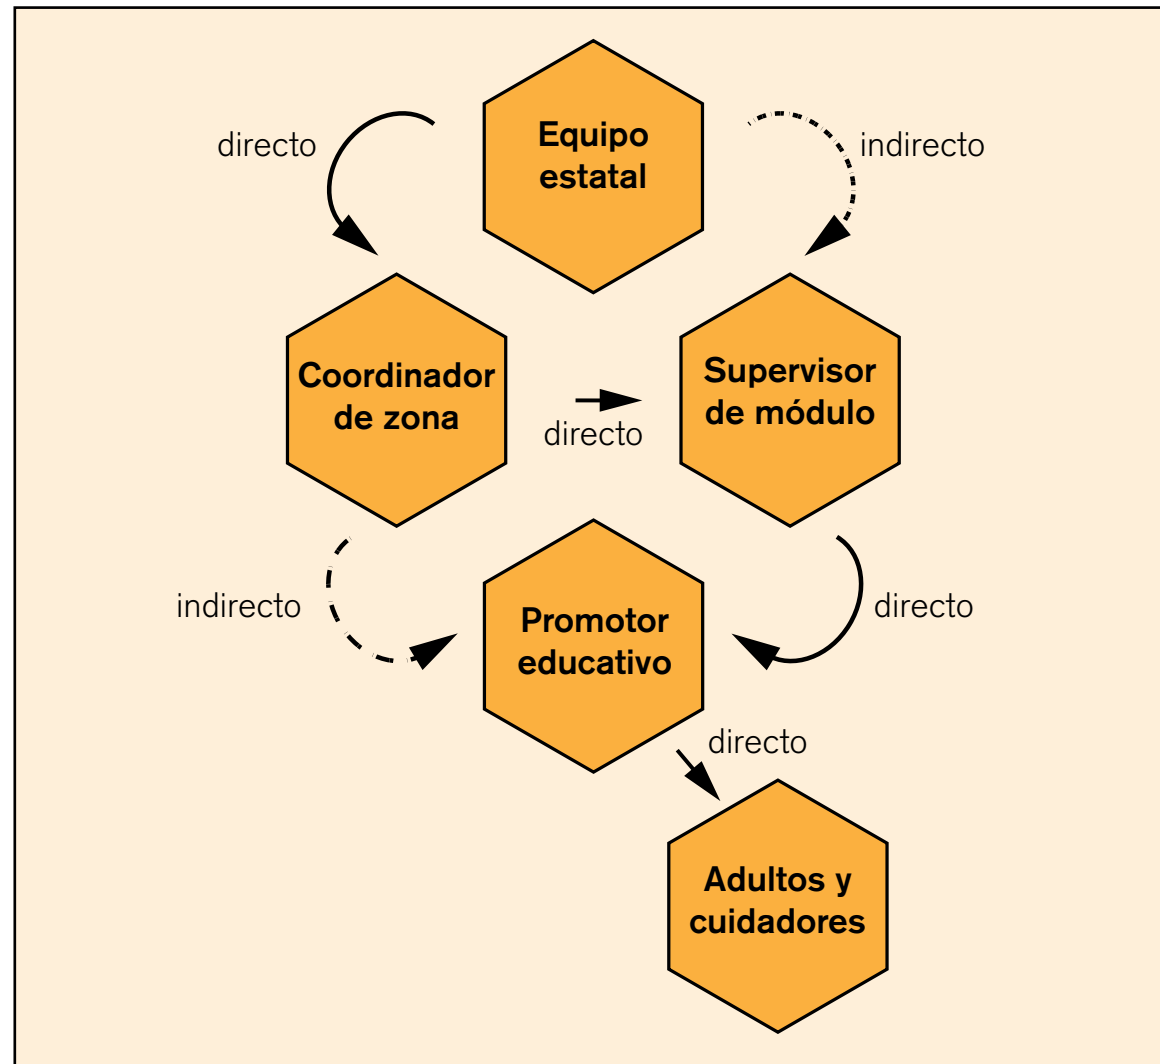 Equipo
estatal
directo
indirecto
Coordinador
de zona
directo
Supervisor
de módulo
indirecto
Promotor
educativo
directo
directo
Adultos y
cuidadores